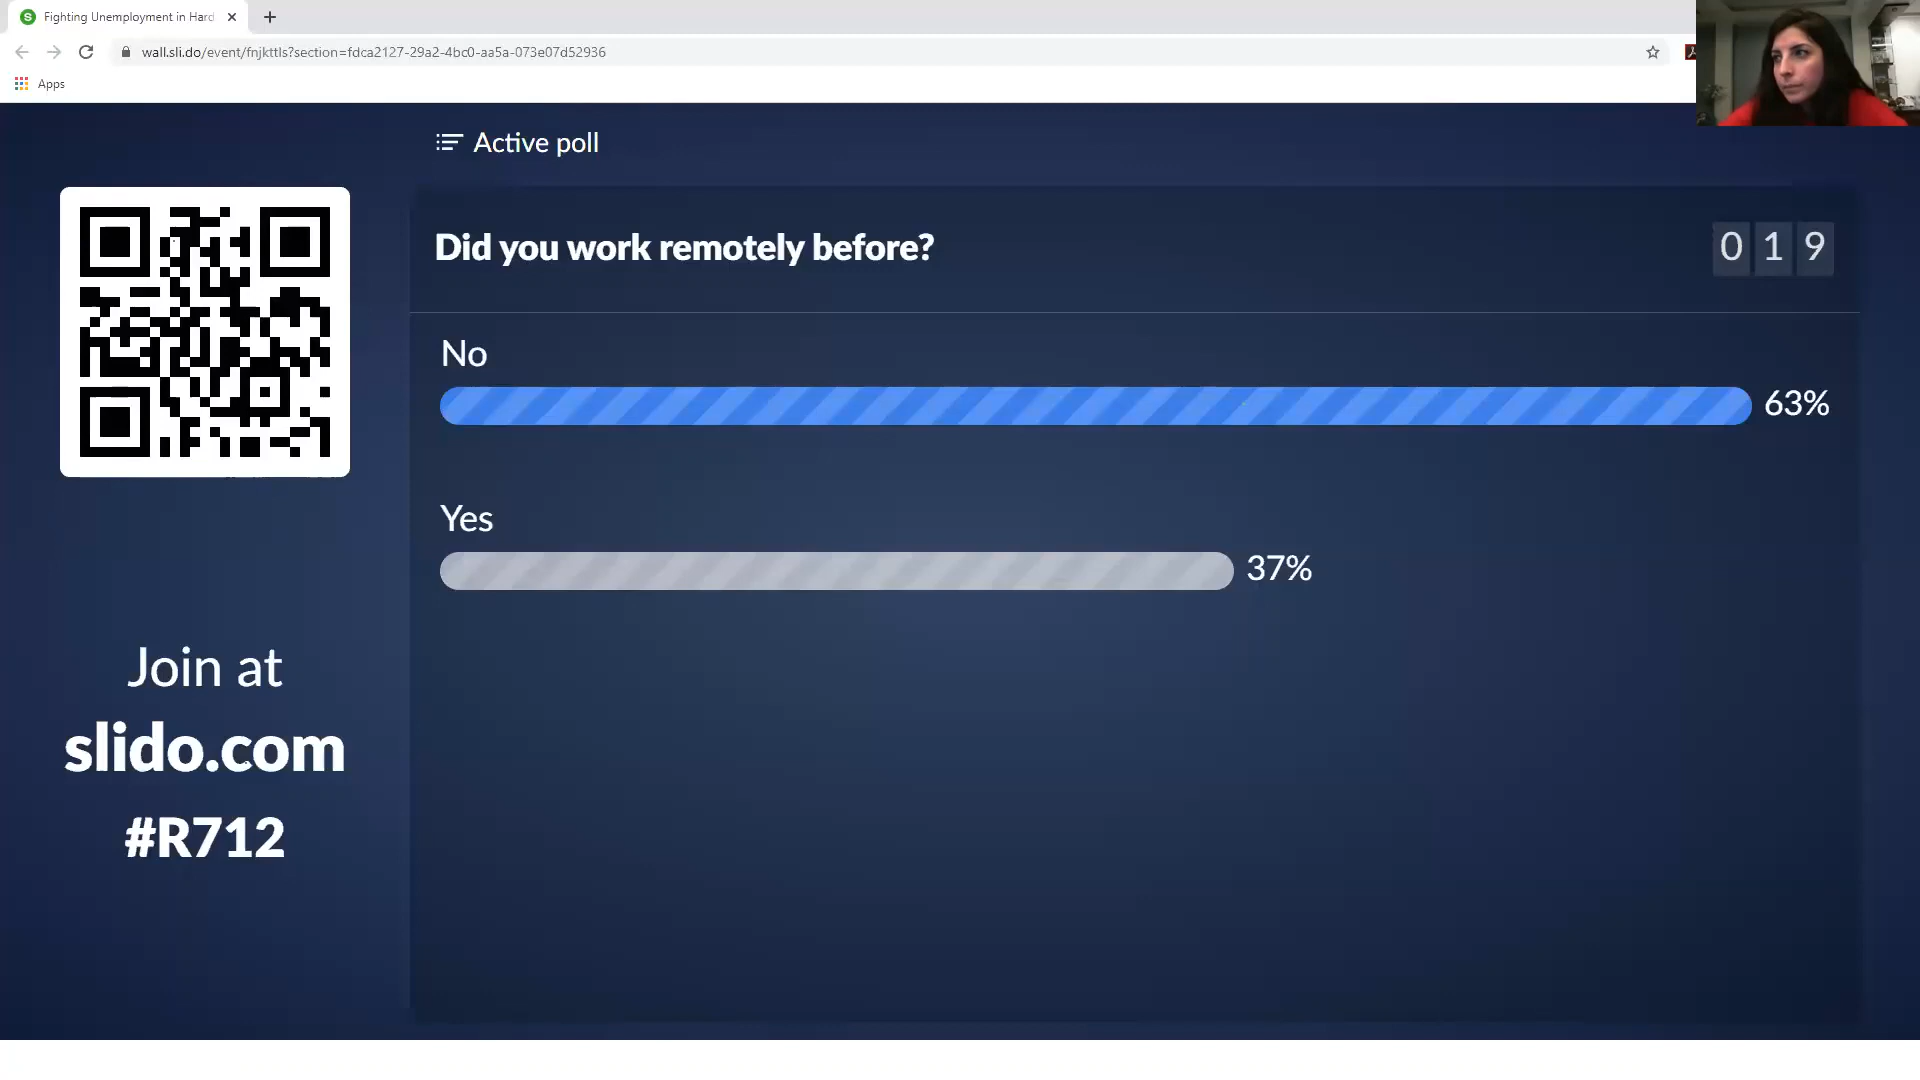 Fighting Unemployment in Hard
wall.sli.do/event/fnjkttls?section=fdca2127-29a2-4bc0-aa5a-073e07d52936
Apps
Active poll
Did you work remotely before?
019
No
63%
Yes
37%
Join at
slido.com
#R712